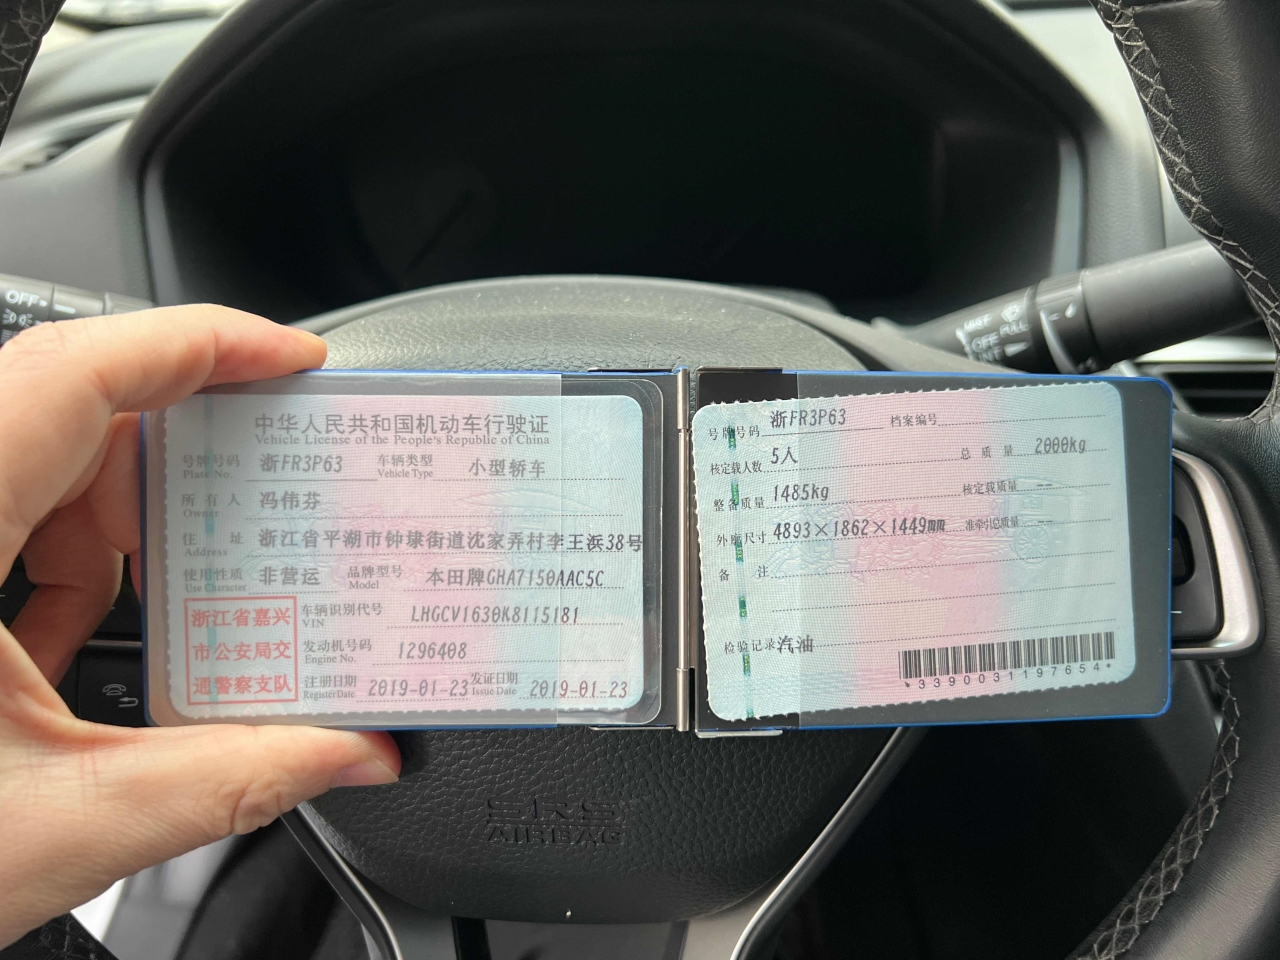 OFF
MIST
PULL
OFF
INT
中华人民共和国机动车行驶证
Vehicle License of the People's Republic of China
号牌号码 浙FR3P63 车辆类型 小型轿车
Plate No. Vehicle Type
所有人 冯伟芬
Owner
住址 浙江省平湖市钟埭街道沈家弄村李王浜38号
Address
使用性质 非营运 品牌型号 本田牌GHA7150AAC5C
Use Character Model
浙江省嘉兴
市公安局交
通警察支队
车辆识别代号 LHGCV1630K8115181
VIN
发动机号码 1296408
Engine No.
注册日期 2019-01-23 发证日期 2019-01-23
Register Date Issue Date
号牌号码 浙FR3P63 档案编号
核定载人数 5人 总质量 2000kg
整备质量 1485kg 核定载质量 --
外廓尺寸 4893×1862×1449mm 准牵引总质量 --
备注
检验记录 汽油
*3390031197654*
SRS
AIRBAG